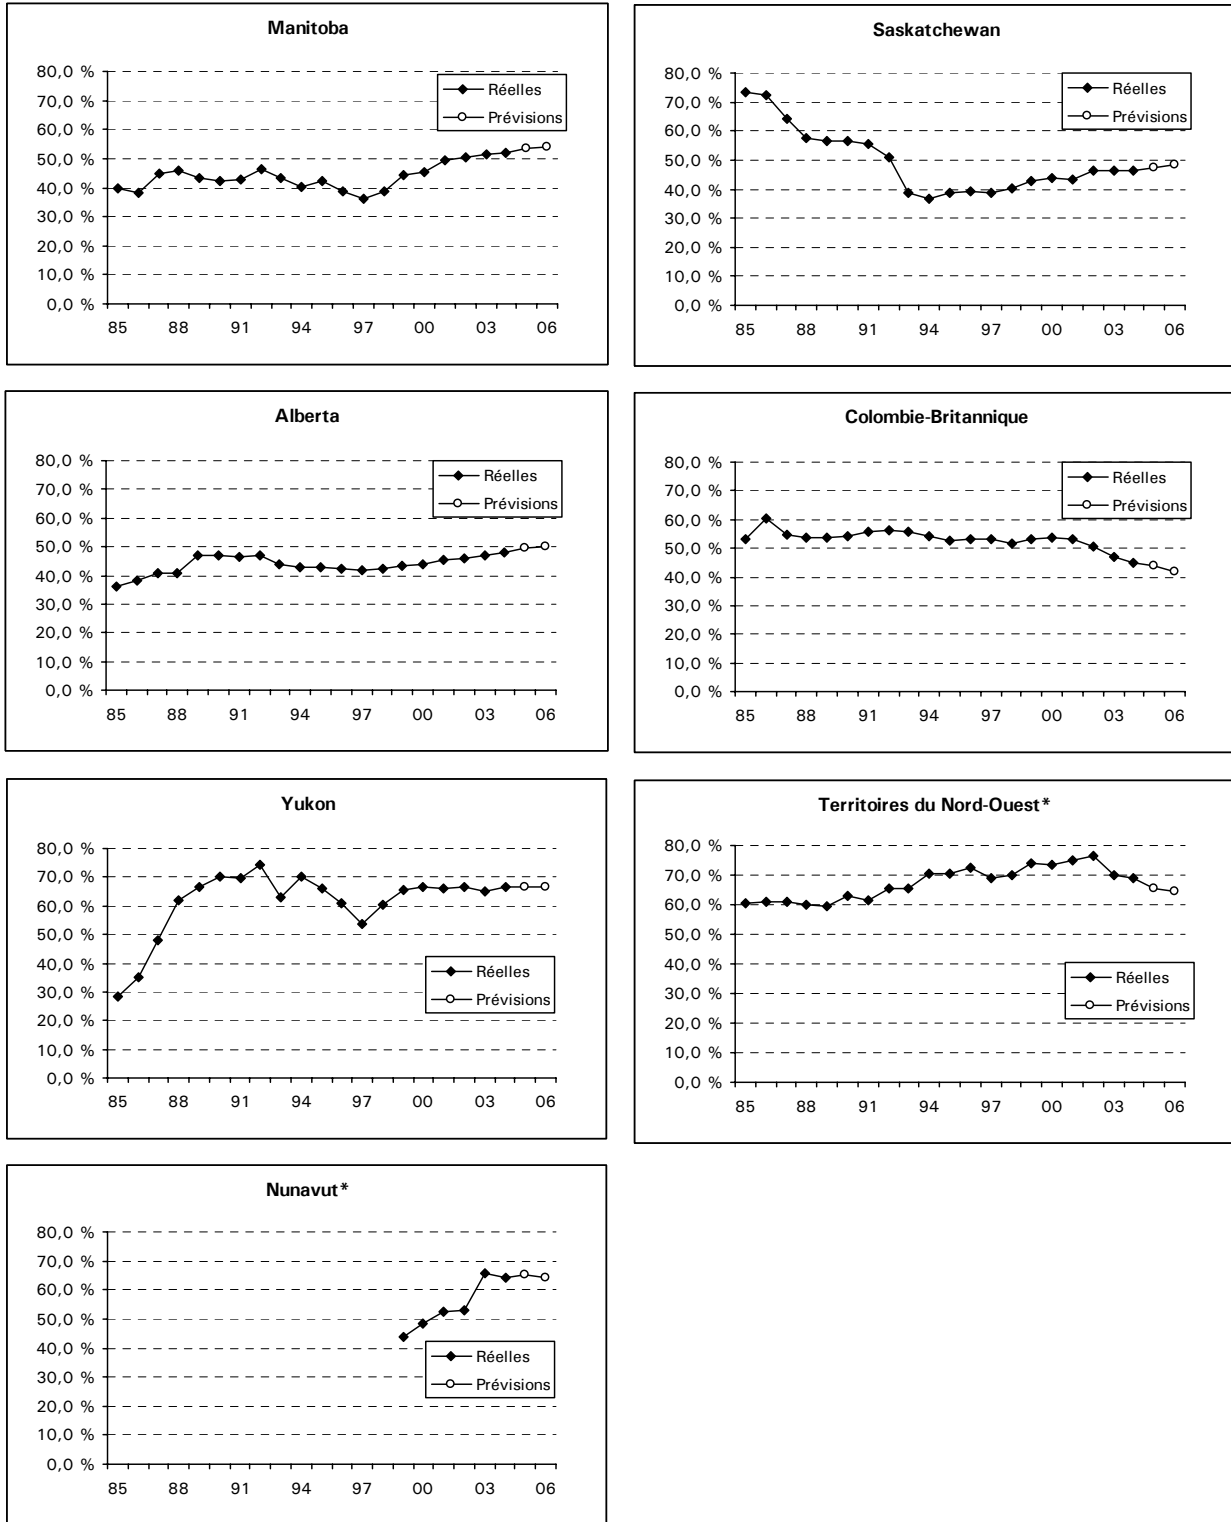 Manitoba
80,0 %
70,0 %
60,0 %
50,0 %
40,0 %
30,0 %
20,0 %
10,0 %
0,0 %
85 88 91 94 97 00 03 06
Réelles
Prévisions
Saskatchewan
80,0 %
70,0 %
60,0 %
50,0 %
40,0 %
30,0 %
20,0 %
10,0 %
0,0 %
85 88 91 94 97 00 03 06
Réelles
Prévisions
Alberta
80,0 %
70,0 %
60,0 %
50,0 %
40,0 %
30,0 %
20,0 %
10,0 %
0,0 %
85 88 91 94 97 00 03 06
Réelles
Prévisions
Colombie-Britannique
80,0 %
70,0 %
60,0 %
50,0 %
40,0 %
30,0 %
20,0 %
10,0 %
0,0 %
85 88 91 94 97 00 03 06
Réelles
Prévisions
Yukon
80,0 %
70,0 %
60,0 %
50,0 %
40,0 %
30,0 %
20,0 %
10,0 %
0,0 %
85 88 91 94 97 00 03 06
Réelles
Prévisions
Territoires du Nord-Ouest*
80,0 %
70,0 %
60,0 %
50,0 %
40,0 %
30,0 %
20,0 %
10,0 %
0,0 %
85 88 91 94 97 00 03 06
Réelles
Prévisions
Nunavut*
80,0 %
70,0 %
60,0 %
50,0 %
40,0 %
30,0 %
20,0 %
10,0 %
0,0 %
85 88 91 94 97 00 03 06
Réelles
Prévisions